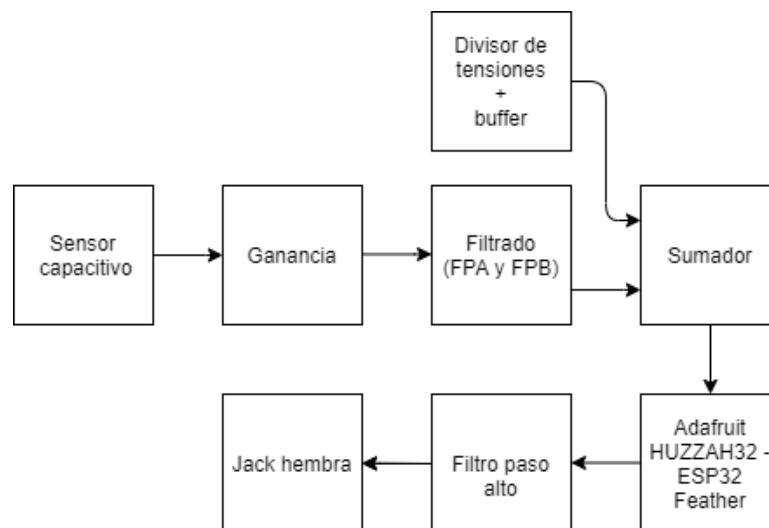 Divisor de
tensiones
+
buffer
Sensor
capacitivo
Ganancia
Filtrado
(FPA y FPB)
Sumador
Jack hembra
Filtro paso
alto
Adafruit
HUZZAH32 -
ESP32
Feather